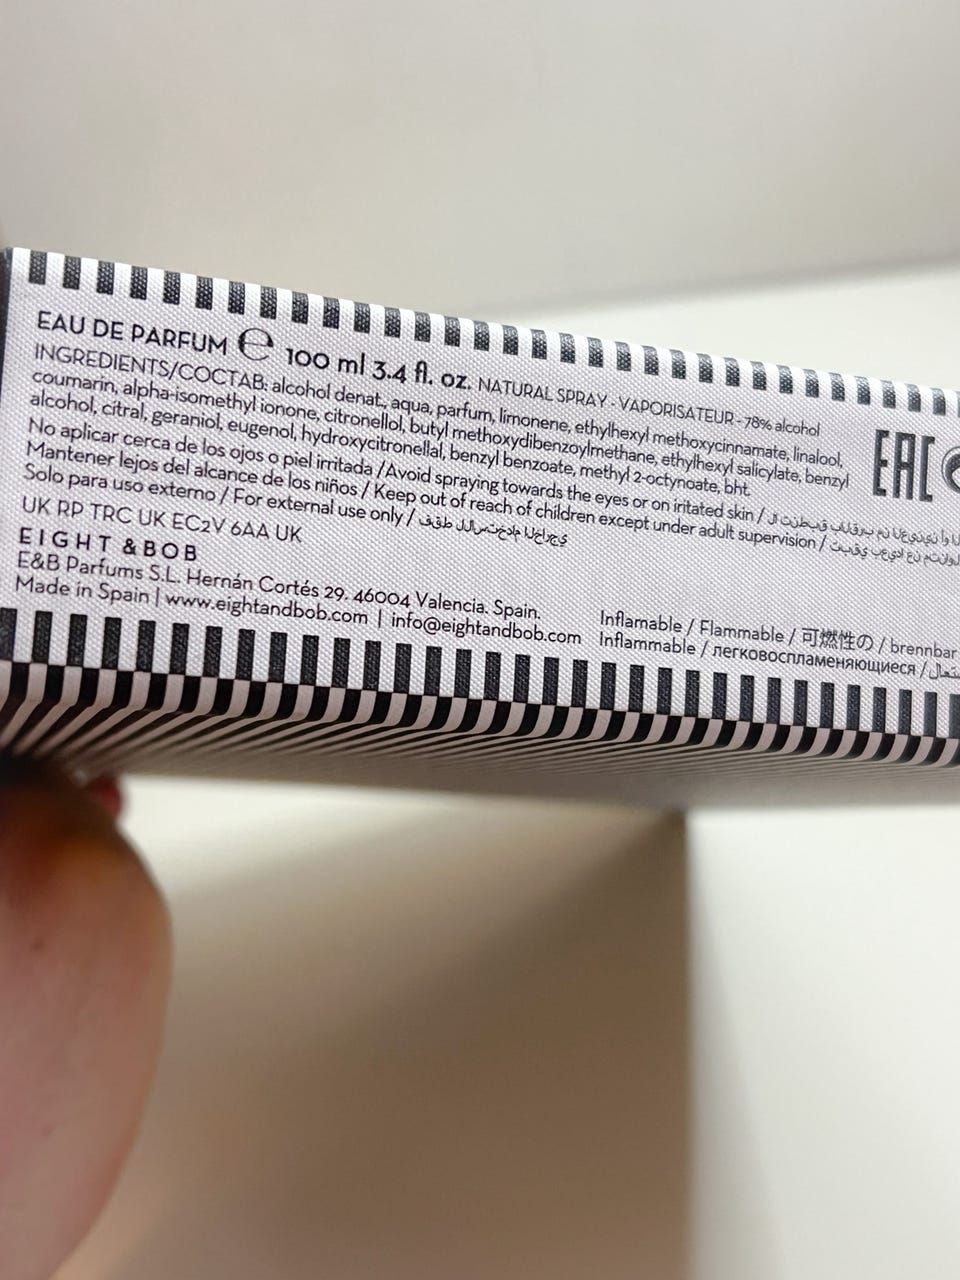 EAU DE PARFUM ℮ 100 ml 3.4 fl. oz. NATURAL SPRAY - VAPORISATEUR - 78% alcohol
INGREDIENTS/COCTAB: alcohol denat., aqua, parfum, limonene, ethylhexyl methoxycinnamate, linalool,
coumarin, alpha-isomethyl ionone, citronellol, butyl methoxydibenzoylmethane, ethylhexyl salicylate, benzyl
alcohol, citral, geraniol, eugenol, hydroxycitronellal, benzyl benzoate, methyl 2-octynoate, bht.
EAC
No aplicar cerca de los ojos o piel irritada / Avoid spraying towards the eyes or on irritated skin /
Mantener lejos del alcance de los niños / Keep out of reach of children except under adult supervision /
Solo para uso externo / For external use only /
UK RP TRC UK EC2V 6AA UK
EIGHT & BOB
E&B Parfums S.L. Hernán Cortés 29. 46004 Valencia. Spain.
Made in Spain | www.eightandbob.com | info@eightandbob.com
Inflamable / Flammable / 可燃性の / brennbar
Inflammable / легковоспламеняющиеся /